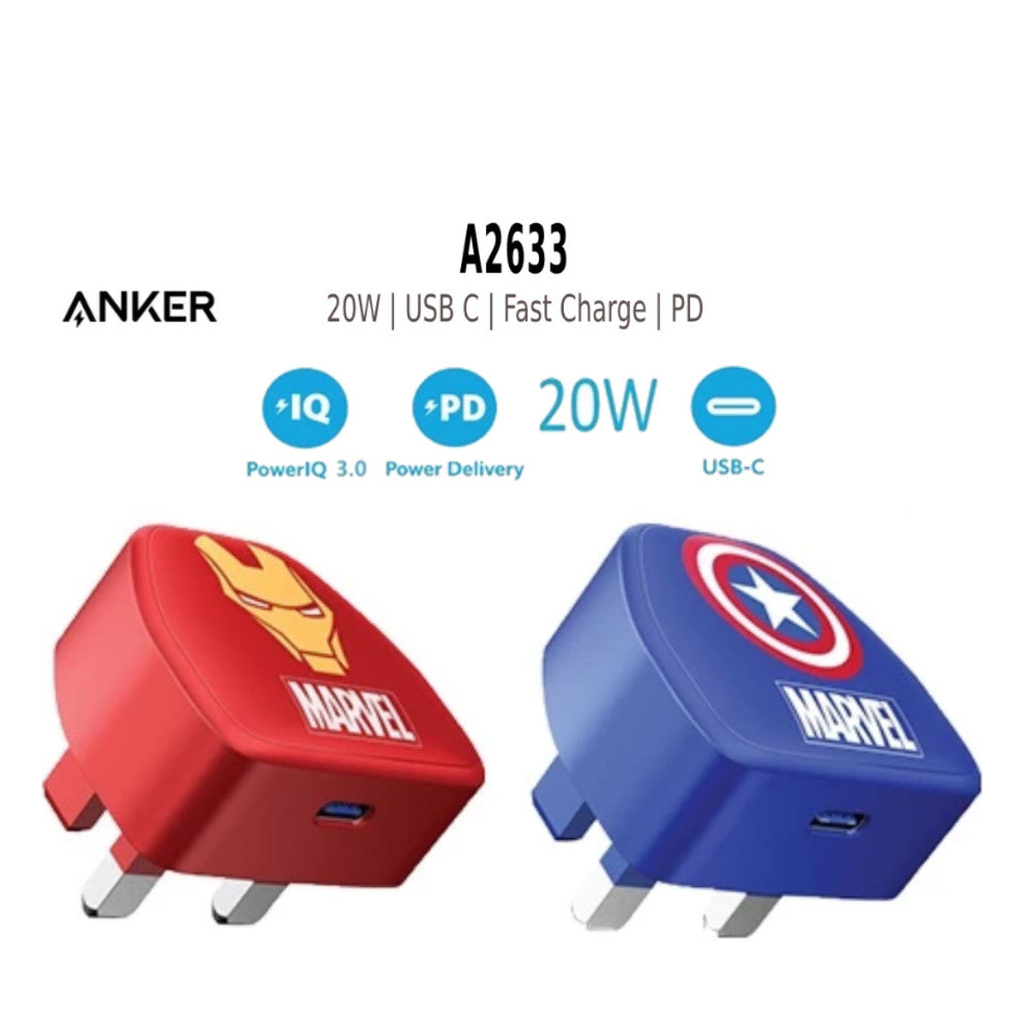 A2633
ANKER
20W | USB C | Fast Charge | PD
IQ
PD
20W
PowerIQ 3.0
Power Delivery
USB-C
MARVEL
MARVEL